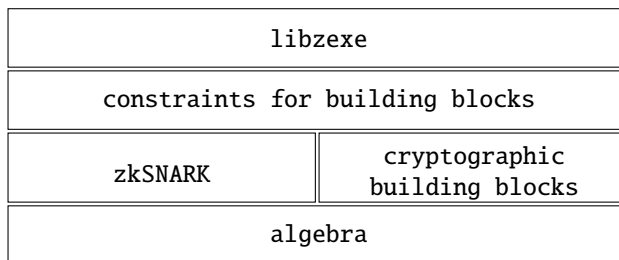 libzexe
constraints for building blocks
zkSNARK
cryptographic
building blocks
algebra